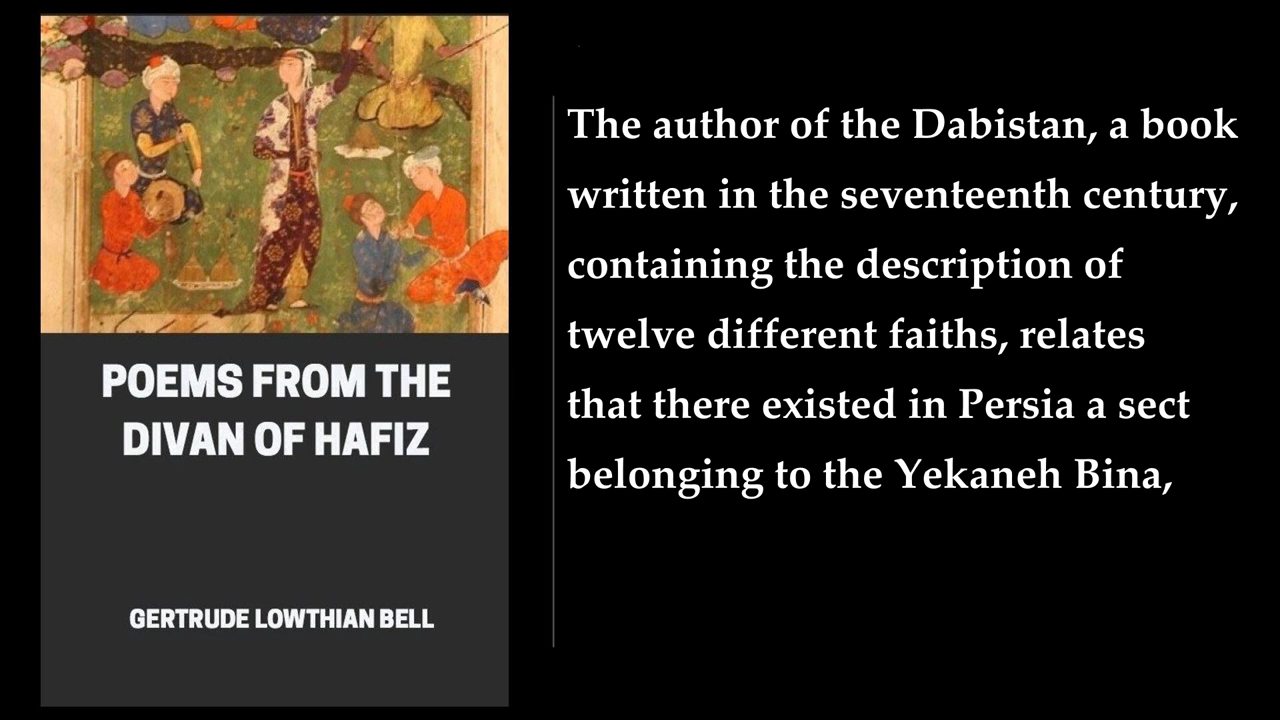 POEMS FROM THE
DIVAN OF HAFIZ
GERTRUDE LOWTHIAN BELL
The author of the Dabistan, a book
written in the seventeenth century,
containing the description of
twelve different faiths, relates
that there existed in Persia a sect
belonging to the Yekaneh Bina,